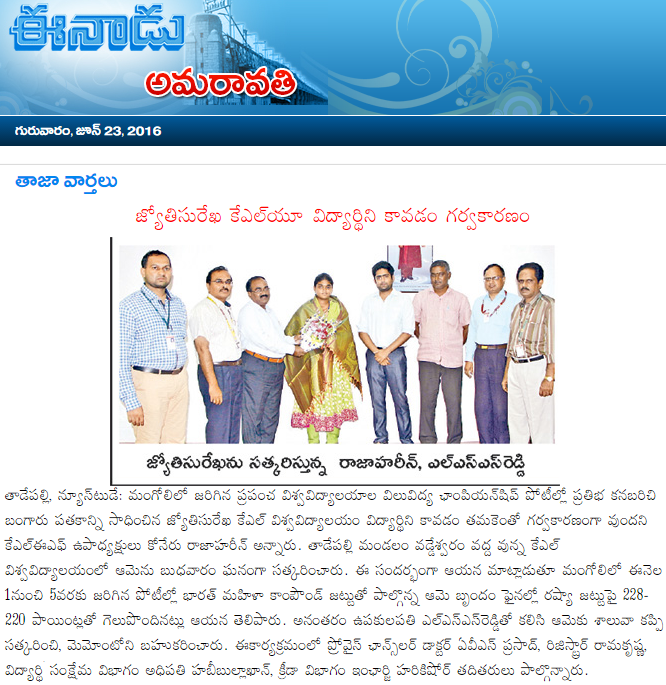 ఈనాడు
అమరావతి
గురువారం, జూన్ 23, 2016
తాజా వార్తలు
జ్యోతిసురేఖ కేఎల్‌యూ విద్యార్థిని కావడం గర్వకారణం
జ్యోతిసురేఖను సత్కరిస్తున్న రాజాహరీన్, ఎల్ఎస్ఎస్‌రెడ్డి
తాడేపల్లి, న్యూస్‌టుడే: మంగోలిలో జరిగిన ప్రపంచ విశ్వవిద్యాలయాల విలువిద్య ఛాంపియన్‌షిప్ పోటీల్లో ప్రతిభ కనబరిచి
బంగారు పతకాన్ని సాధించిన జ్యోతిసురేఖ కేఎల్ విశ్వవిద్యాలయం విద్యార్థిని కావడం తమకెంతో గర్వకారణంగా వుందని
కేఎల్ఈఎఫ్ ఉపాధ్యక్షులు కోనేరు రాజాహరీన్ అన్నారు. తాడేపల్లి మండలం వడ్డేశ్వరం వద్ద వున్న కేఎల్
విశ్వవిద్యాలయంలో ఆమెను బుధవారం ఘనంగా సత్కరించారు. ఈ సందర్భంగా ఆయన మాట్లాడుతూ మంగోలిలో ఈనెల
1నుంచి 5వరకు జరిగిన పోటీల్లో భారత్ మహిళా కాంపౌండ్ జట్టుతో పాల్గొన్న ఆమె బృందం ఫైనల్లో రష్యా జట్టుపై 228-
220 పాయింట్లతో గెలుపొందినట్లు ఆయన తెలిపారు. అనంతరం ఉపకులపతి ఎల్ఎస్ఎస్‌రెడ్డితో కలిసి ఆమెకు శాలువా కప్పి
సత్కరించి, మెమోంటోని బహుకరించారు. ఈకార్యక్రమంలో ప్రోవైస్ ఛాన్స్‌లర్ డాక్టర్ ఏవీఎస్ ప్రసాద్, రిజిస్ట్రార్ రామకృష్ణ,
విద్యార్థి సంక్షేమ విభాగం అధిపతి హబీబుల్లాఖాన్, క్రీడా విభాగం ఇంఛార్జి హరికిషోర్ తదితరులు పాల్గొన్నారు.